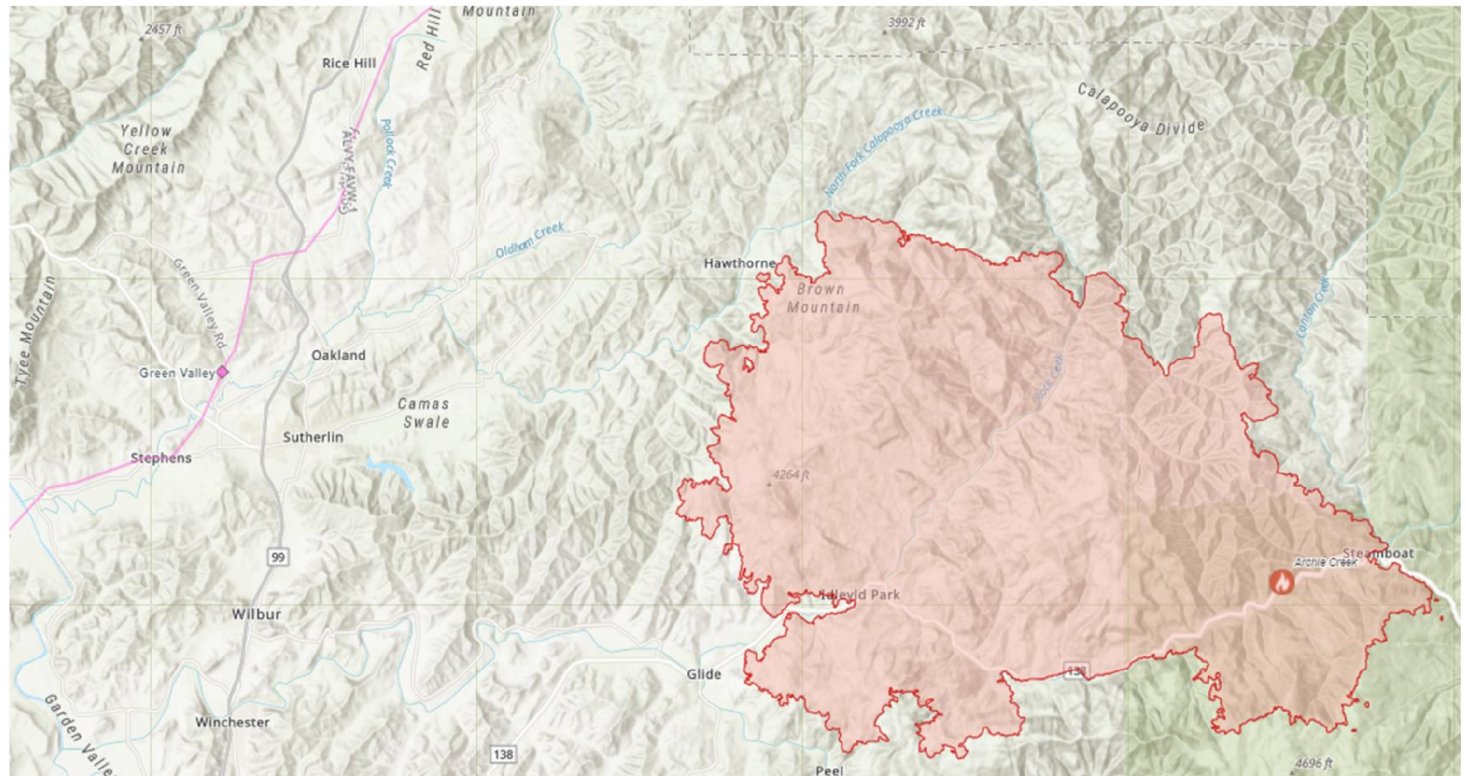 Mountain
2457 ft
3992 ft
Rice Hill
Red Hill
Calapooya Divide
Yellow
Creek
Mountain
Pollock Creek
North Fork Calapooya Creek
Oldham Creek
Hawthorne
Green Valley Rd
Brown
Mountain
Tyee Mountain
Canton Creek
Oakland
Green Valley
Rock Creek
Camas
Swale
Sutherlin
Stephens
4264 ft
99
Steamboat
Archie Creek
Idleyld Park
Wilbur
Glide
138
Garden Valley
Winchester
138
Peel
4696 ft